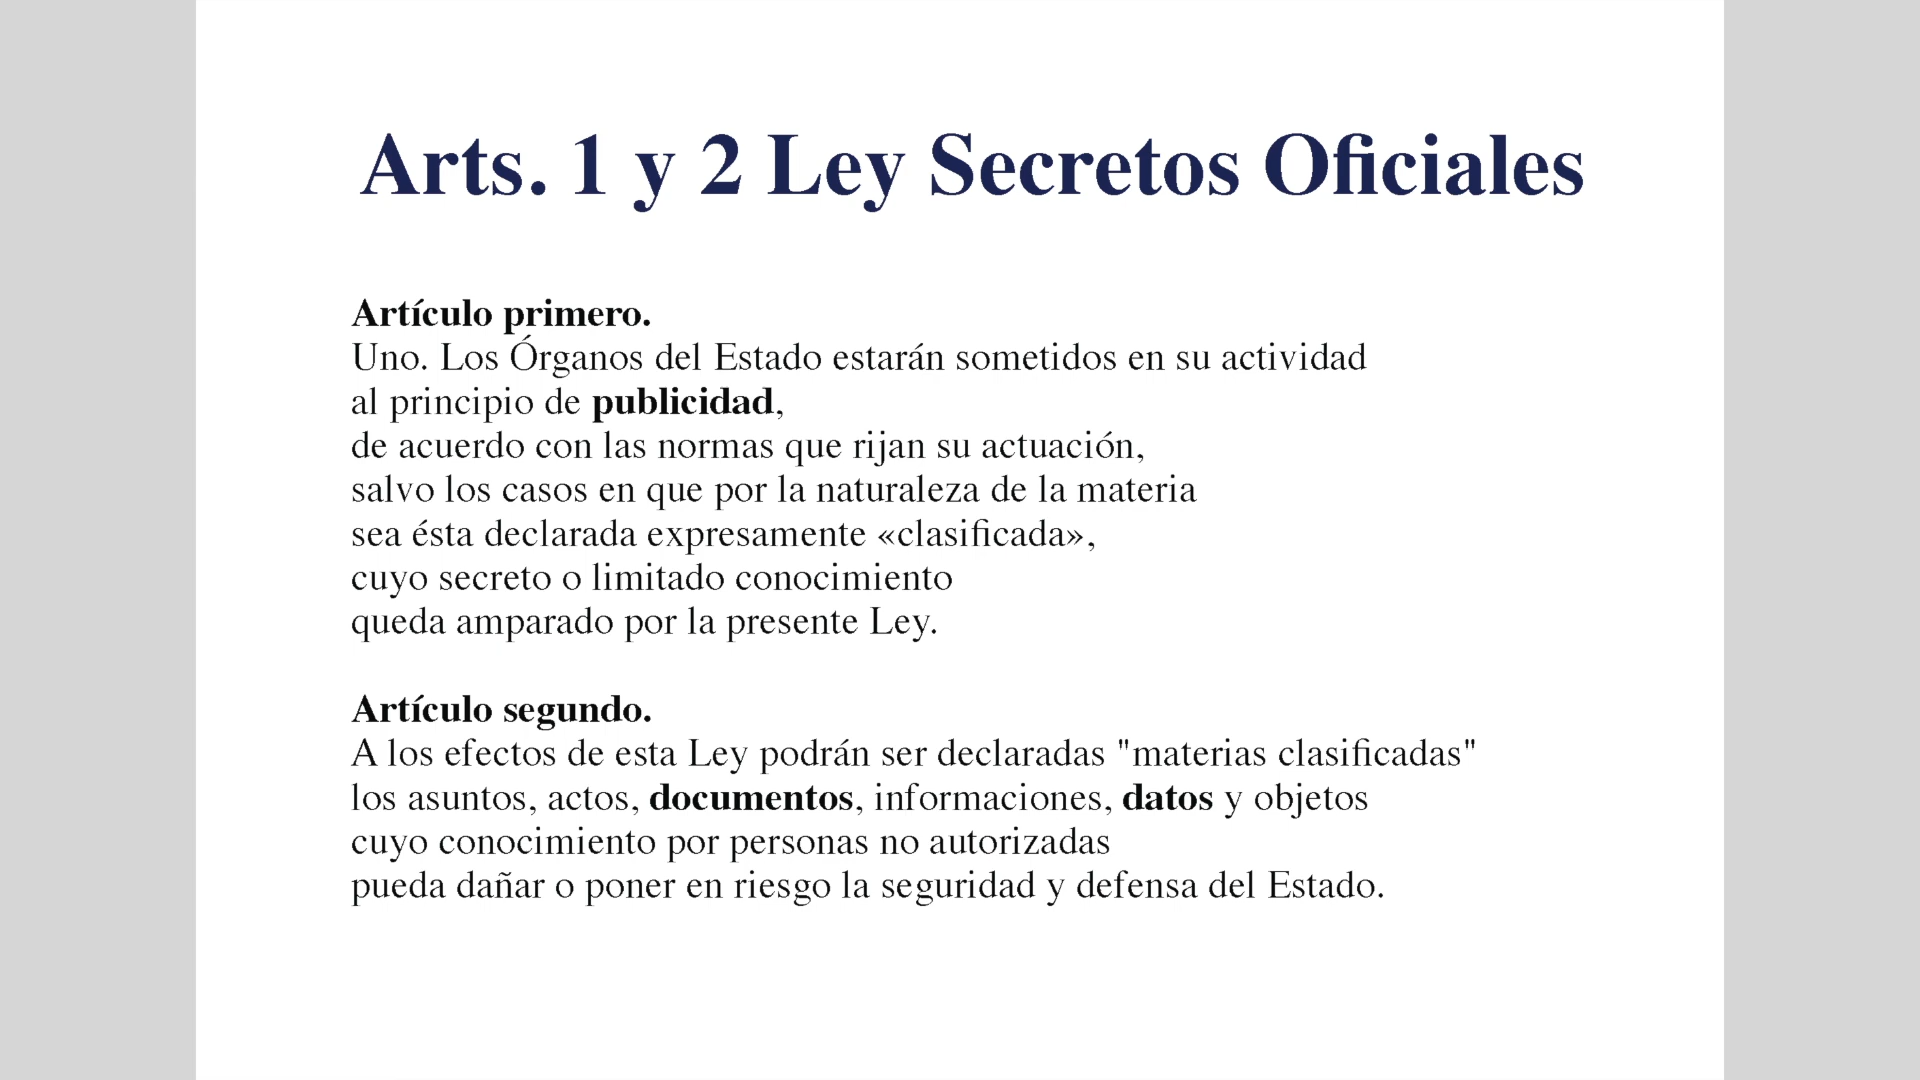 Arts. 1 y 2 Ley Secretos Oficiales
Artículo primero.
Uno. Los Órganos del Estado estarán sometidos en su actividad
al principio de publicidad,
de acuerdo con las normas que rijan su actuación,
salvo los casos en que por la naturaleza de la materia
sea ésta declarada expresamente «clasificada»,
cuyo secreto o limitado conocimiento
queda amparado por la presente Ley.
Artículo segundo.
A los efectos de esta Ley podrán ser declaradas "materias clasificadas"
los asuntos, actos, documentos, informaciones, datos y objetos
cuyo conocimiento por personas no autorizadas
pueda dañar o poner en riesgo la seguridad y defensa del Estado.